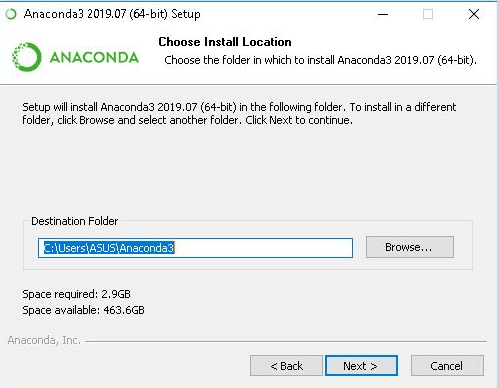 Anaconda3 2019.07 (64-bit) Setup
ANACONDA
Choose Install Location
Choose the folder in which to install Anaconda3 2019.07 (64-bit).
Setup will install Anaconda3 2019.07 (64-bit) in the following folder. To install in a different
folder, click Browse and select another folder. Click Next to continue.
Destination Folder
C:\Users\ASUS\Anaconda3
Browse...
Space required: 2.9GB
Space available: 463.6GB
Anaconda, Inc.
< Back
Next >
Cancel